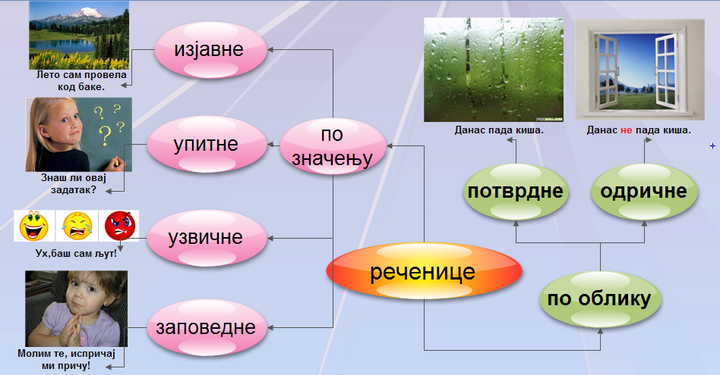 изјавне
Лето сам провела
код баке.
упитне
Знаш ли овај
задатак?
узвичне
Ух,баш сам љут!
заповедне
Молим те, испричај
ми причу!
по
значењу
реченице
по облику
потврдне
Данас пада киша.
одричне
Данас не пада киша.